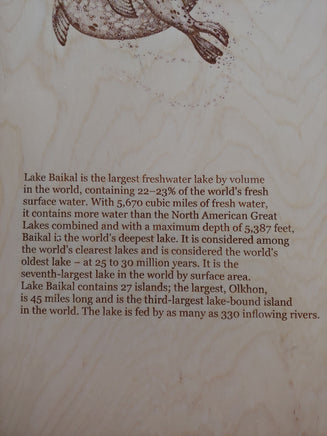 Lake Baikal is the largest freshwater lake by volume
in the world, containing 22–23% of the world's fresh
surface water. With 5,670 cubic miles of fresh water,
it contains more water than the North American Great
Lakes combined and with a maximum depth of 5,387 feet,
Baikal is the world's deepest lake. It is considered among
the world's clearest lakes and is considered the world's
oldest lake – at 25 to 30 million years. It is the
seventh-largest lake in the world by surface area.
Lake Baikal contains 27 islands; the largest, Olkhon,
is 45 miles long and is the third-largest lake-bound island
in the world. The lake is fed by as many as 330 inflowing rivers.